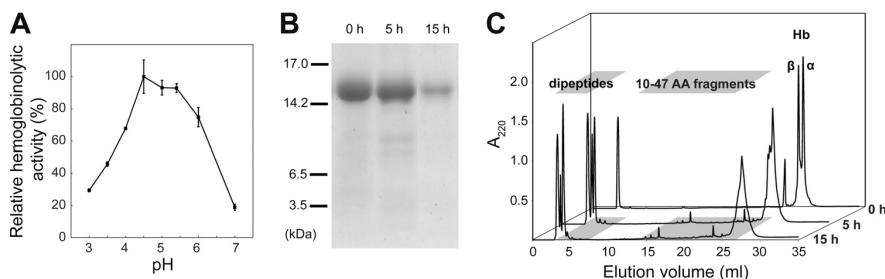 A
Relative hemoglobinolytic
activity (%)
100
80
60
40
20
0
3 4 5 6 7
pH
B
0 h 5 h 15 h
17.0
14.2
6.5
3.5
(kDa)
C
Hb
β α
dipeptides 10-47 AA fragments
A220
2.0
1.5
1.0
0.5
0 h
5 h
15 h
0 5 10 15 20 25 30 35
Elution volume (ml)